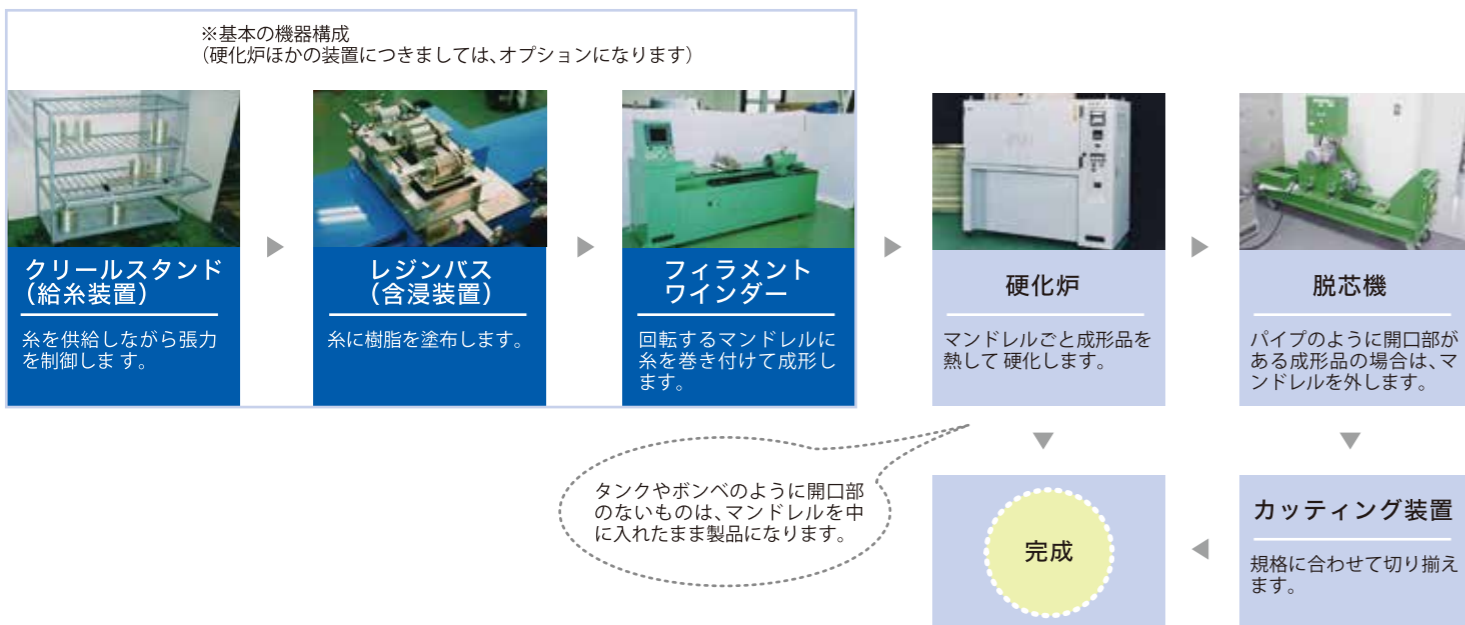 ※基本の機器構成
（硬化炉ほかの装置につきましては、オプションになります）
クリールスタンド
（給糸装置）
糸を供給しながら張力
を制御しま す。
レジンバス
（含浸装置）
糸に樹脂を塗布します。
フィラメント
ワインダー
回転するマンドレルに
糸を巻き付けて成形し
ます。
硬化炉
マンドレルごと成形品を
熱して 硬化します。
脱芯機
パイプのように開口部が
ある成形品の場合は、マ
ンドレルを外します。
タンクやボンベのように開口部
のないものは、マンドレルを中
に入れたまま製品になります。
完成
カッティング装置
規格に合わせて切り揃え
ます。